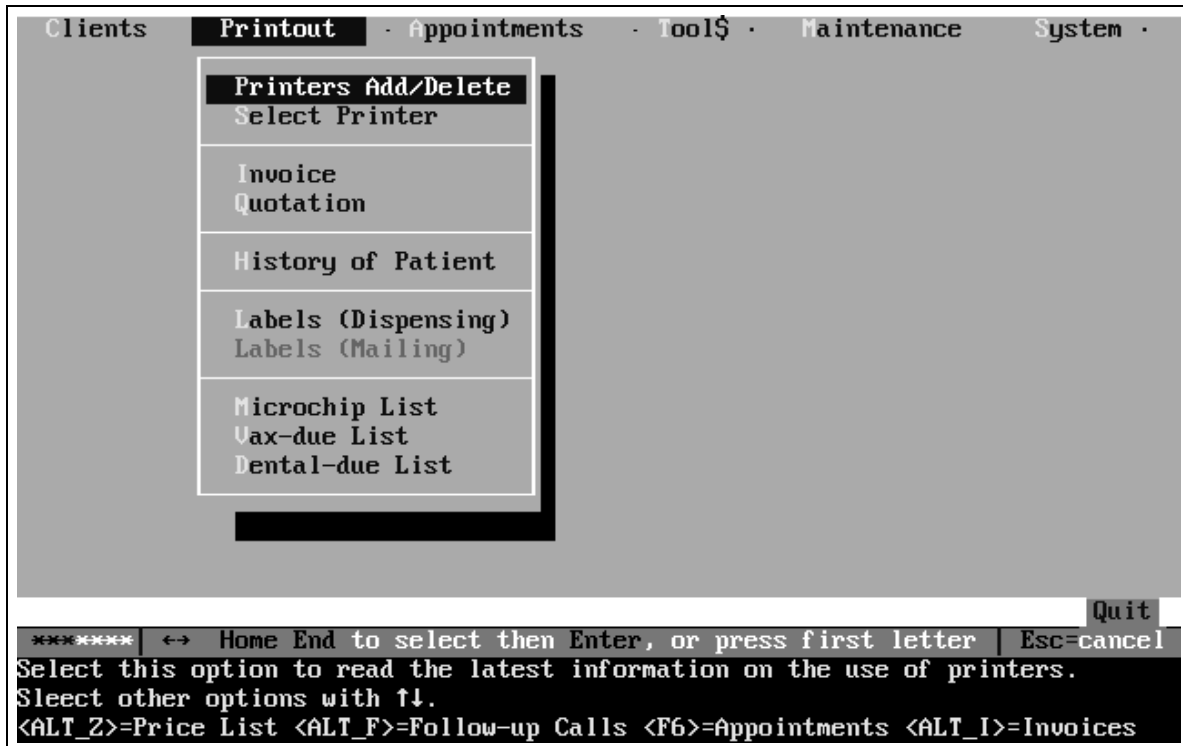 Clients Printout · Appointments · Tool$ · Maintenance System ·
Printers Add/Delete
Select Printer
Invoice
Quotation
History of Patient
Labels (Dispensing)
Labels (Mailing)
Microchip List
Vax-due List
Dental-due List
Quit
******* | ↔ Home End to select then Enter, or press first letter | Esc=cancel
Select this option to read the latest information on the use of printers.
Sleect other options with ↑↓.
<ALT_Z>=Price List <ALT_F>=Follow-up Calls <F6>=Appointments <ALT_I>=Invoices